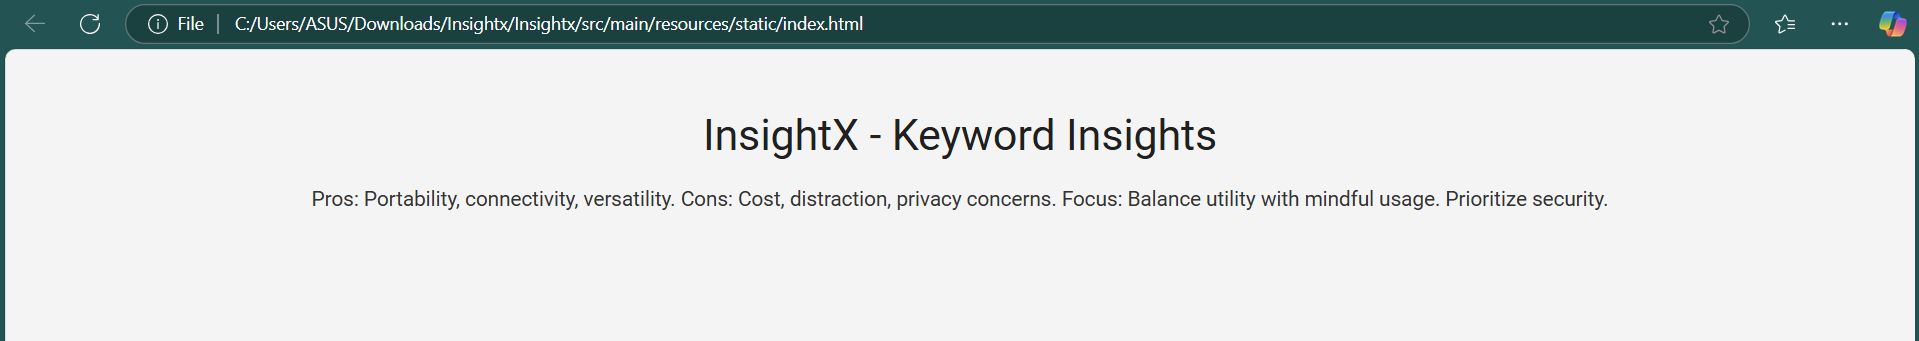 File C:/Users/ASUS/Downloads/Insightx/Insightx/src/main/resources/static/index.html
InsightX - Keyword Insights
Pros: Portability, connectivity, versatility. Cons: Cost, distraction, privacy concerns. Focus: Balance utility with mindful usage. Prioritize security.